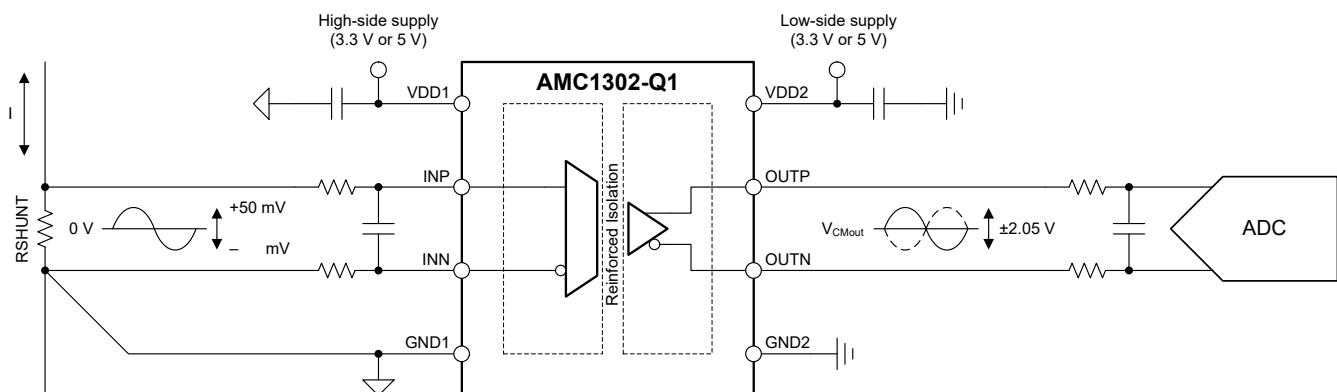 High-side supply
(3.3 V or 5 V)
Low-side supply
(3.3 V or 5 V)
AMC1302-Q1
VDD1
VDD2
I
Reinforced Isolation
INP
OUTP
RSHUNT
0 V
+50 mV
– mV
VCMout
±2.05 V
ADC
INN
OUTN
GND1
GND2